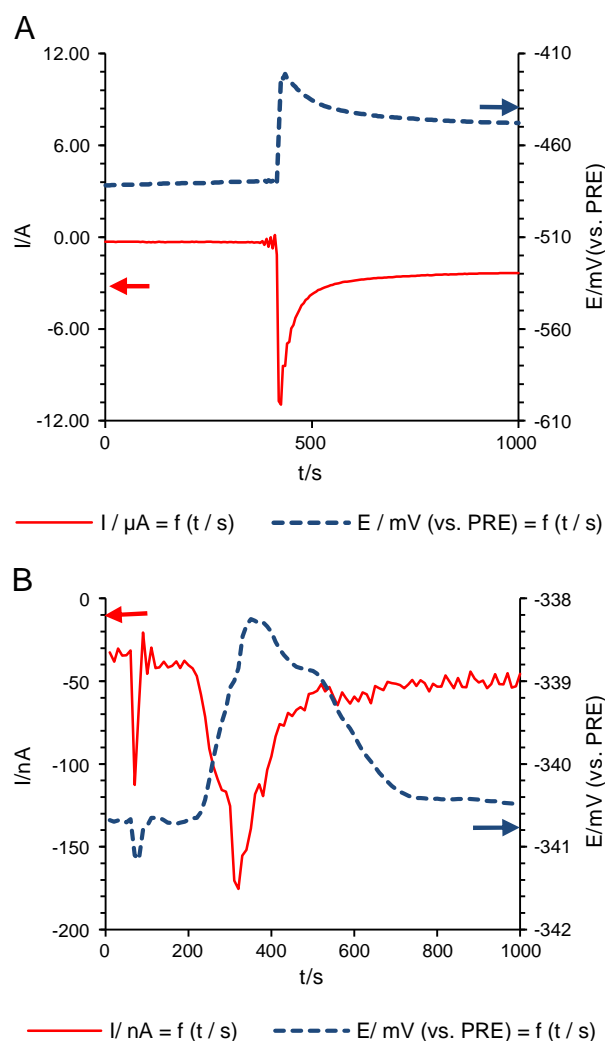 A
12.00
6.00
0.00
-6.00
-12.00
I/A
-410
-460
-510
-560
-610
E/mV(vs. PRE)
0
500
1000
t/s
I / µA = f (t / s)
E / mV (vs. PRE) = f (t / s)
B
0
-50
-100
-150
-200
I/nA
-338
-339
-340
-341
-342
E/mV (vs. PRE)
0
200
400
600
800
1000
t/s
I/ nA = f (t / s)
E/ mV (vs. PRE) = f (t / s)